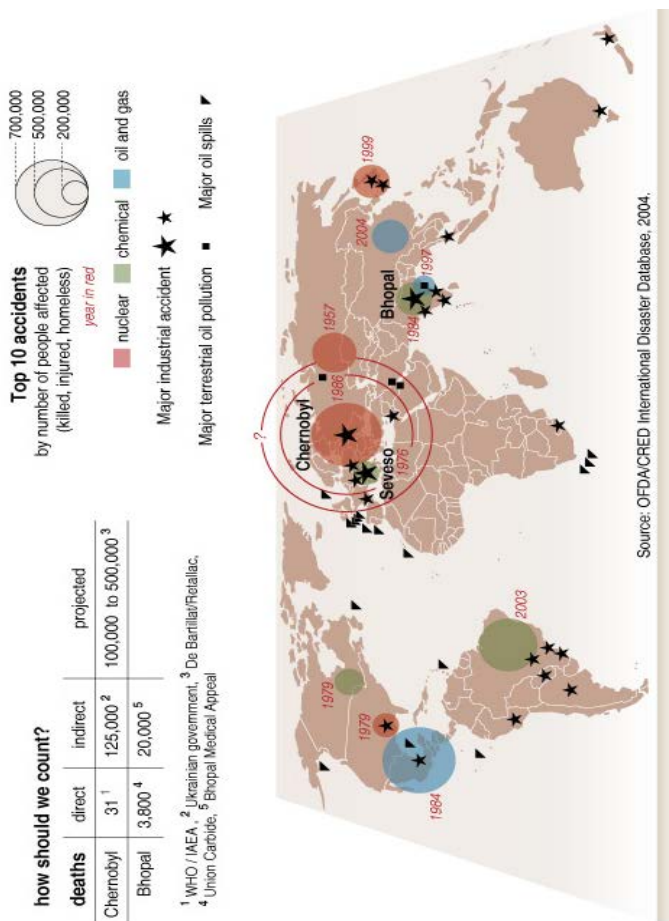 how should we count?
deaths direct indirect projected
Chernobyl 31 1 125,000 2 100,000 to 500,000 3
Bhopal 3,800 4 20,000 5
1 WHO / IAEA , 2 Ukrainian government, 3 De Bartillat/Retallac,
4 Union Carbide, 5 Bhopal Medical Appeal
Top 10 accidents
by number of people affected
(killed, injured, homeless)
year in red
700,000
500,000
200,000
nuclear chemical oil and gas
Major industrial accident
Major terrestrial oil pollution Major oil spills
1979
1979
1984
2003
?
Chernobyl
1986
Seveso
1976
1957
Bhopal
1984
1997
2004
1999
Source: OFDA/CRED International Disaster Database, 2004.